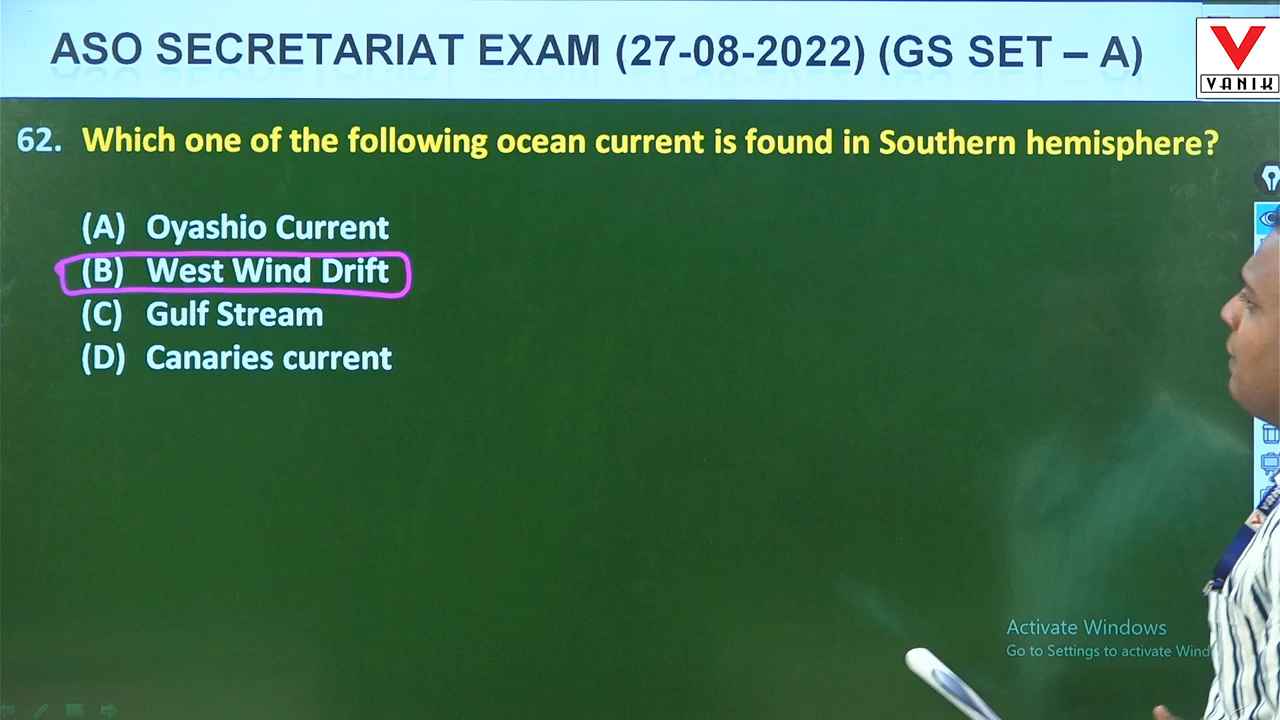 ASO SECRETARIAT EXAM (27-08-2022) (GS SET – A)
VANIK
62. Which one of the following ocean current is found in Southern hemisphere?
(A) Oyashio Current
(B) West Wind Drift
(C) Gulf Stream
(D) Canaries current
Activate Windows
Go to Settings to activate Wind